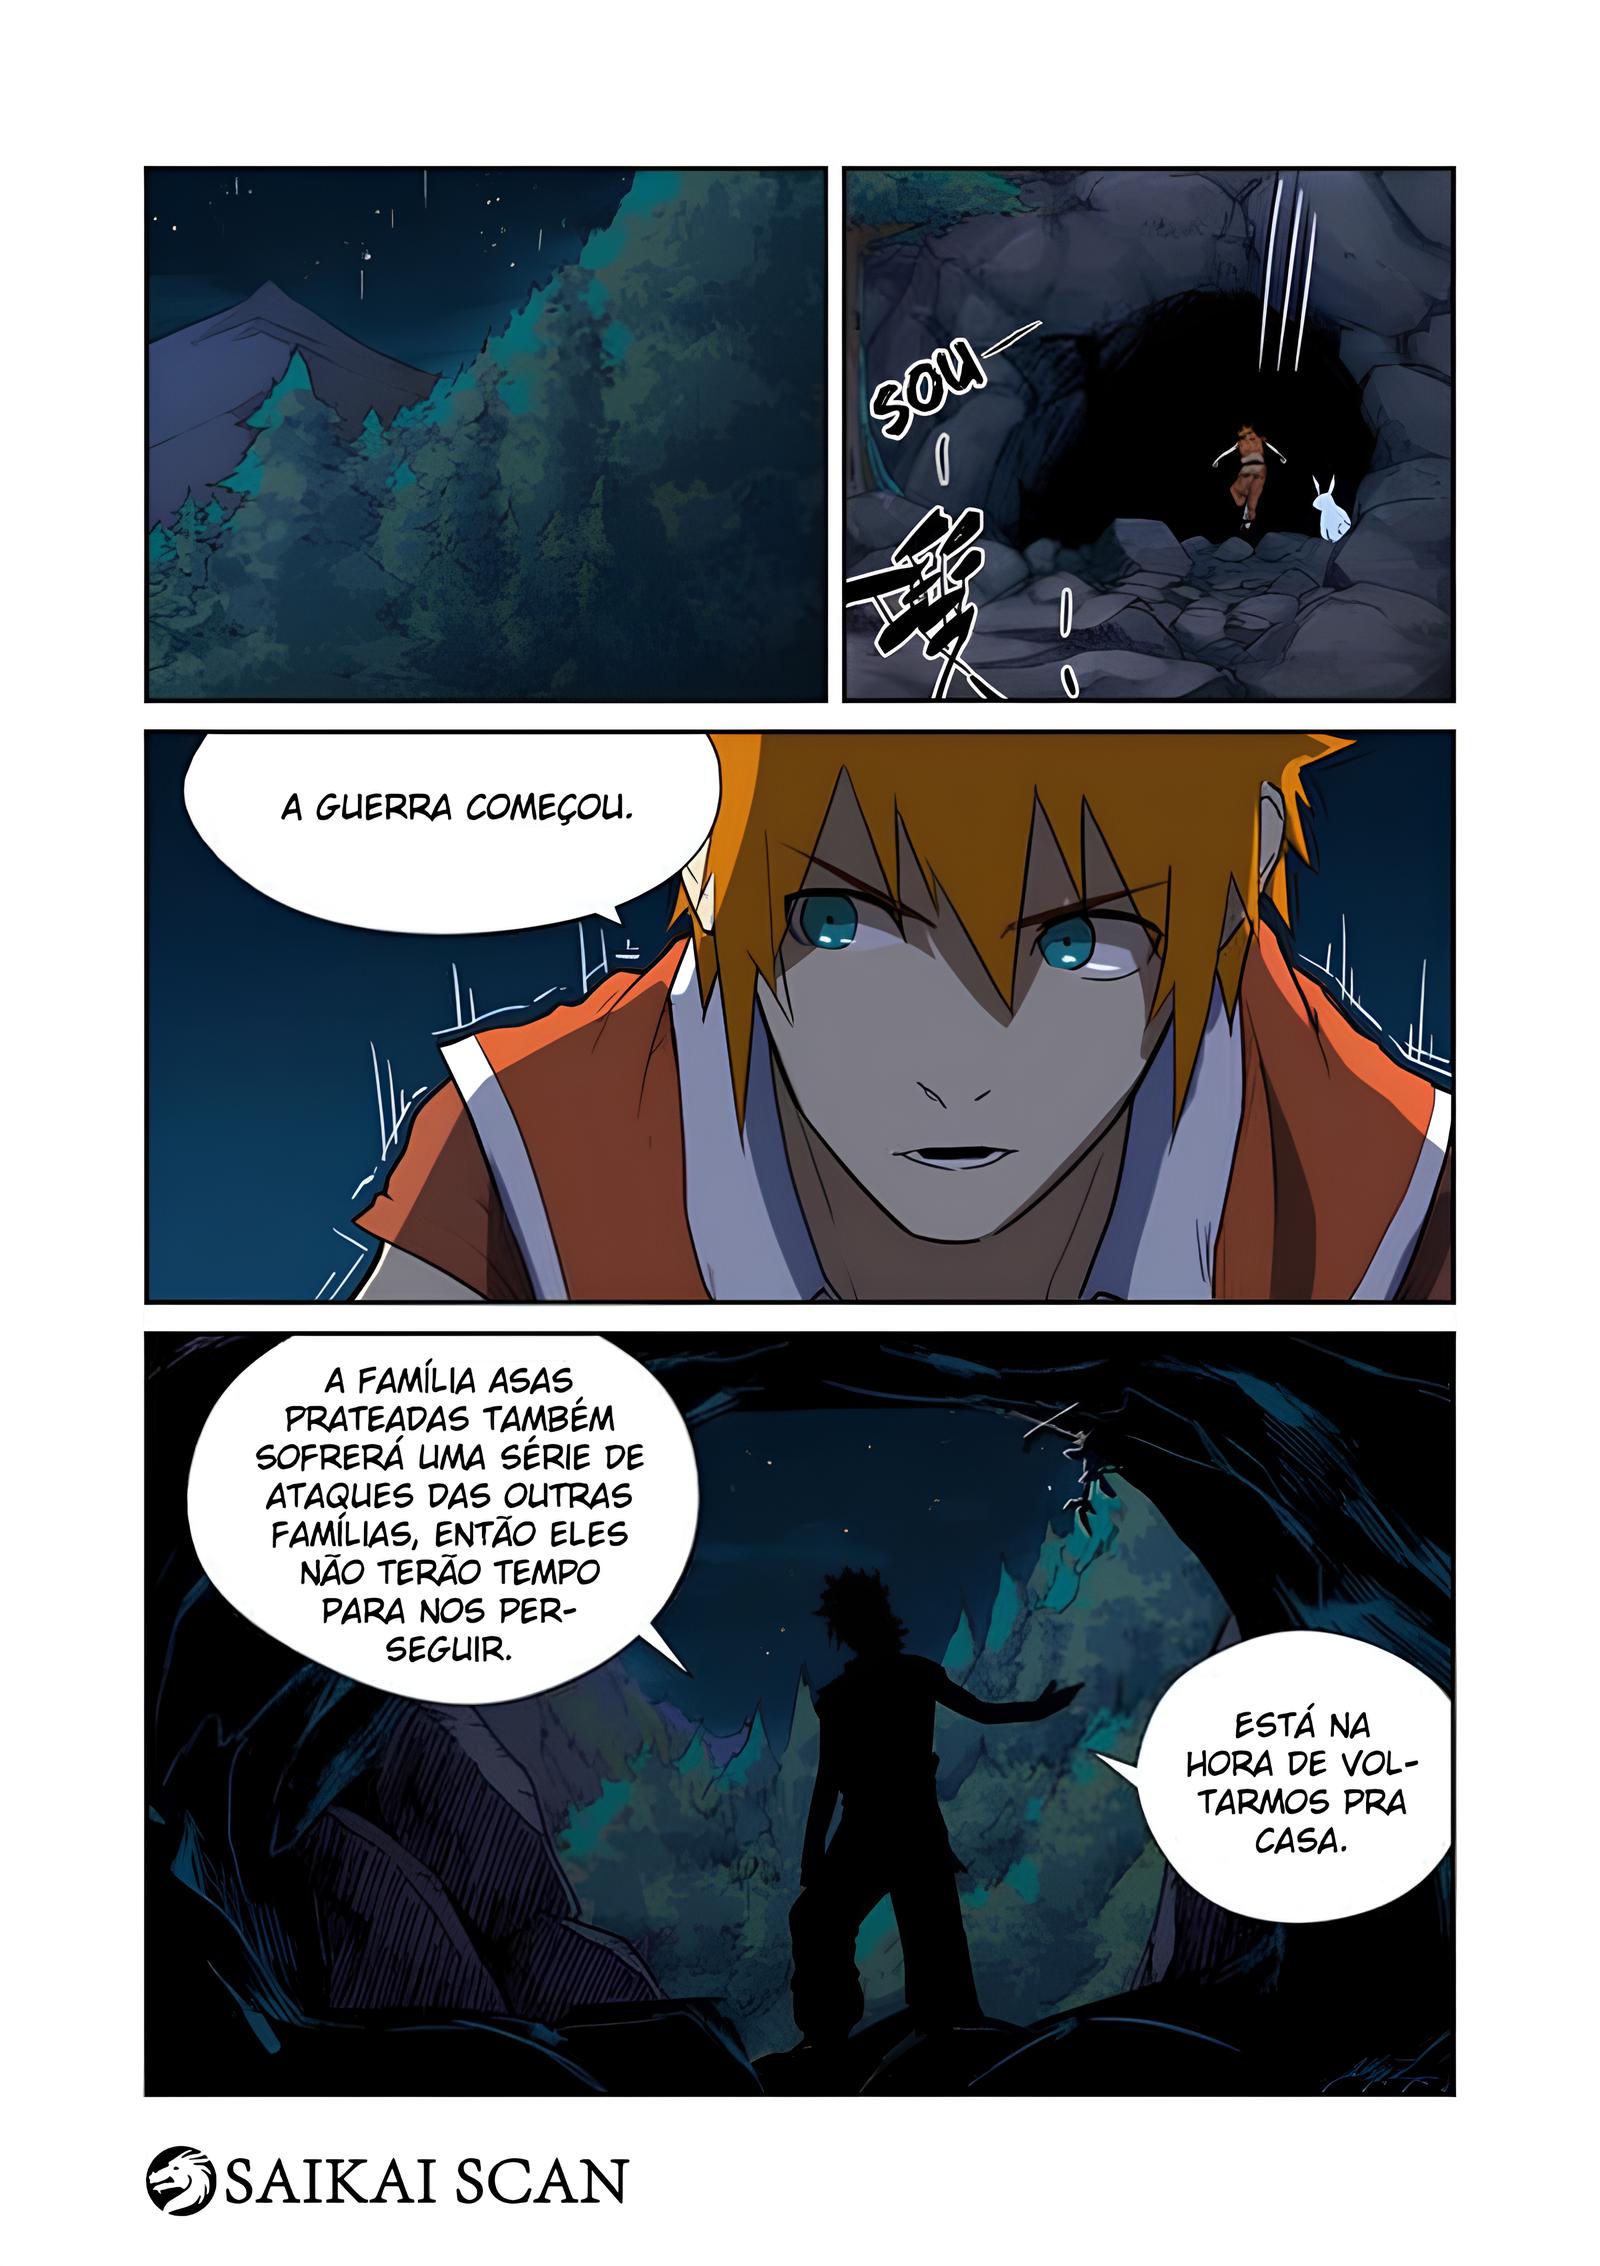 SOU
A GUERRA COMEÇOU.
A FAMÍLIA ASAS
PRATEADAS TAMBÉM
SOFRERÁ UMA SÉRIE DE
ATAQUES DAS OUTRAS
FAMÍLIAS, ENTÃO ELES
NÃO TERÃO TEMPO
PARA NOS PER-
SEGUIR.
ESTÁ NA
HORA DE VOL-
TARMOS PRA
CASA.
SAIKAI SCAN